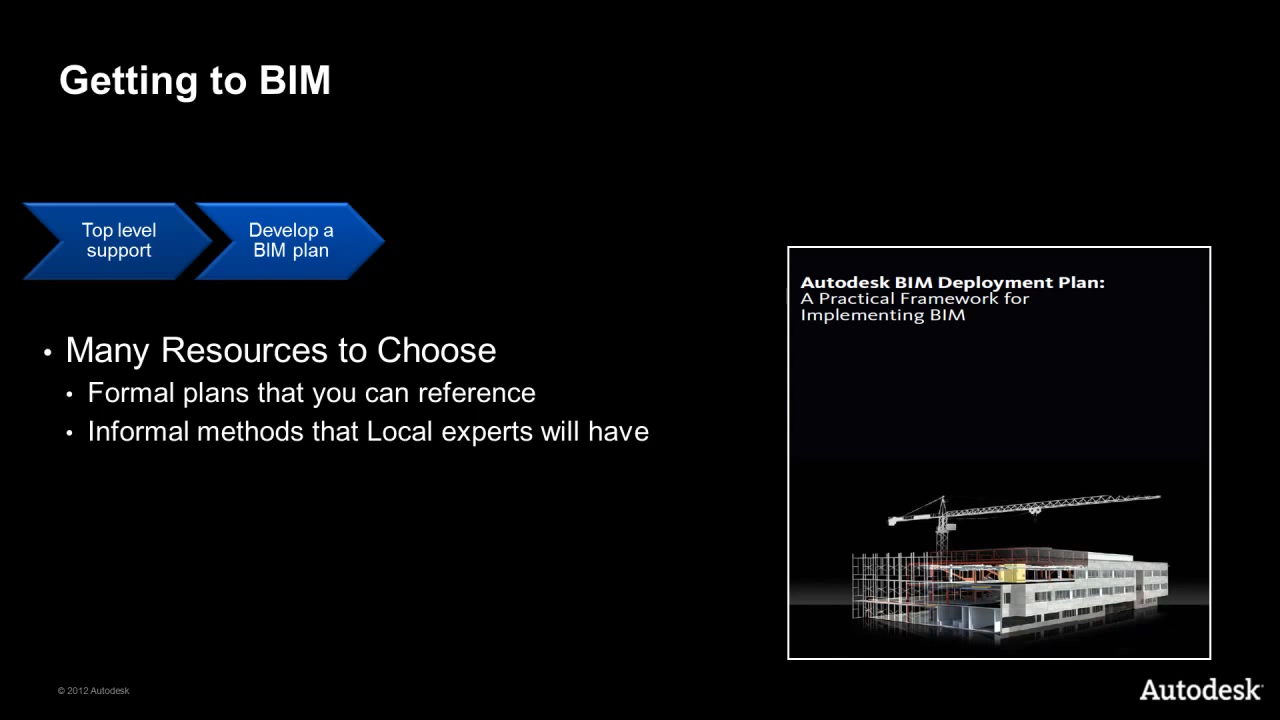 Getting to BIM
Top level
support
Develop a
BIM plan
• Many Resources to Choose
• Formal plans that you can reference
• Informal methods that Local experts will have
Autodesk BIM Deployment Plan:
A Practical Framework for
Implementing BIM
© 2012 Autodesk
Autodesk